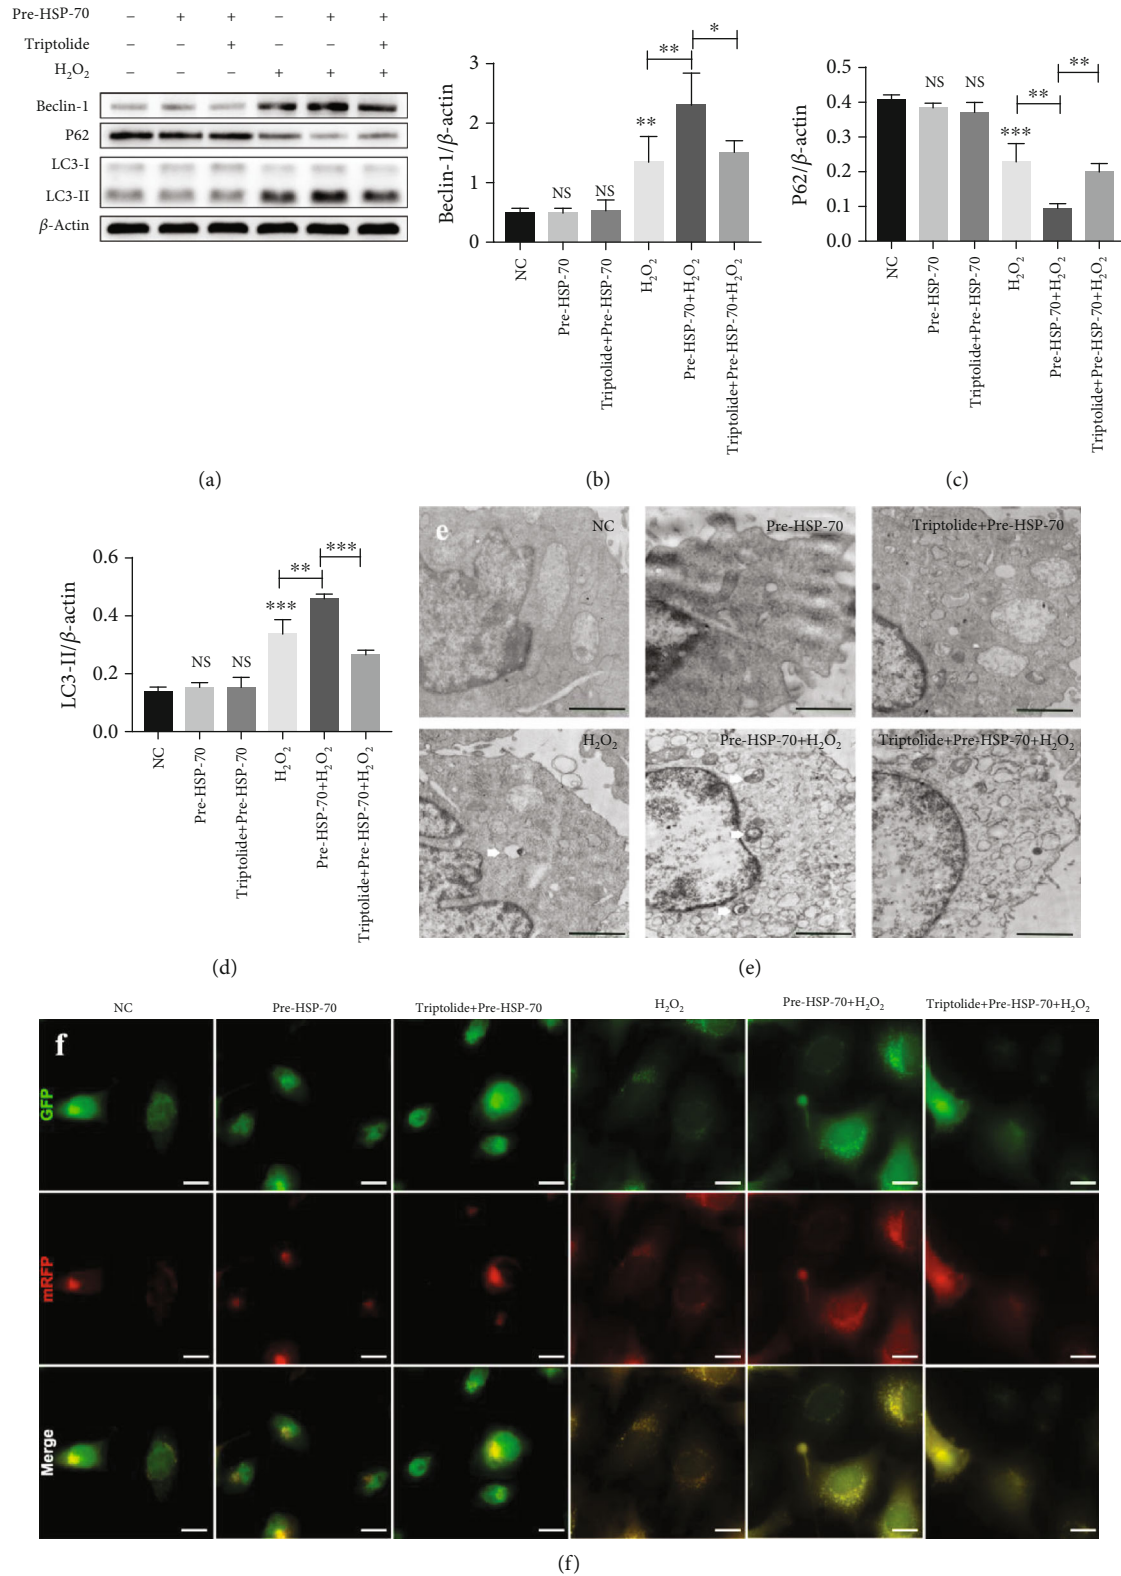 Pre-HSP-70 – + + – + +
Triptolide – – + – – +
H₂O₂ – – – + + +
Beclin-1
P62
LC3-I
LC3-II
β-Actin
(a)
Beclin-1/β-actin
3
2
1
0
NS
NS
**
**
*
NC
Pre-HSP-70
Triptolide+Pre-HSP-70
H₂O₂
Pre-HSP-70+H₂O₂
Triptolide+Pre-HSP-70+H₂O₂
(b)
P62/β-actin
0.5
0.4
0.3
0.2
0.1
0.0
NS
NS
***
**
**
NC
Pre-HSP-70
Triptolide+Pre-HSP-70
H₂O₂
Pre-HSP-70+H₂O₂
Triptolide+Pre-HSP-70+H₂O₂
(c)
LC3-II/β-actin
0.6
0.4
0.2
0.0
NS
NS
***
**
***
NC
Pre-HSP-70
Triptolide+Pre-HSP-70
H₂O₂
Pre-HSP-70+H₂O₂
Triptolide+Pre-HSP-70+H₂O₂
(d)
e
NC
Pre-HSP-70
Triptolide+Pre-HSP-70
H₂O₂
Pre-HSP-70+H₂O₂
Triptolide+Pre-HSP-70+H₂O₂
(e)
NC
Pre-HSP-70
Triptolide+Pre-HSP-70
H₂O₂
Pre-HSP-70+H₂O₂
Triptolide+Pre-HSP-70+H₂O₂
f
GFP
mRFP
Merge
(f)